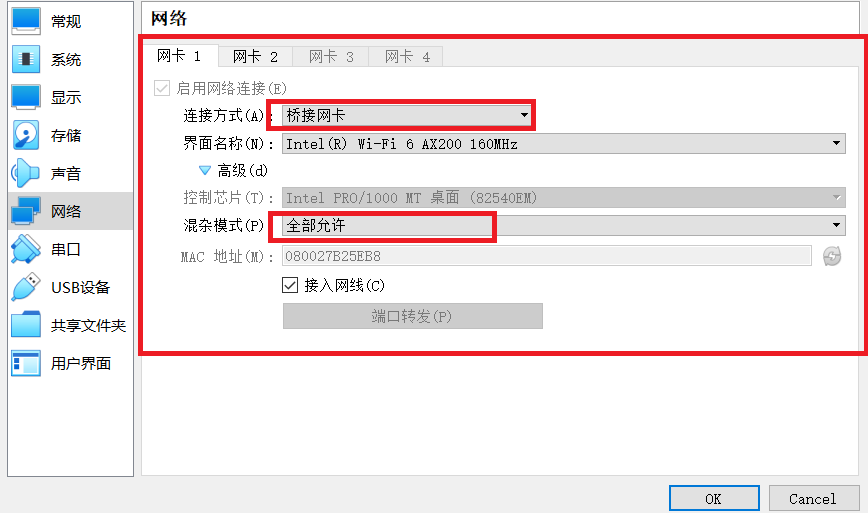 常规
系统
显示
存储
声音
网络
串口
USB设备
共享文件夹
用户界面
网络
网卡 1 网卡 2 网卡 3 网卡 4
启用网络连接(E)
连接方式(A): 桥接网卡
界面名称(N): Intel(R) Wi-Fi 6 AX200 160MHz
高级(d)
控制芯片(T): Intel PRO/1000 MT 桌面 (82540EM)
混杂模式(P) 全部允许
MAC 地址(M): 080027B25EB8
接入网线(C)
端口转发(P)
OK Cancel